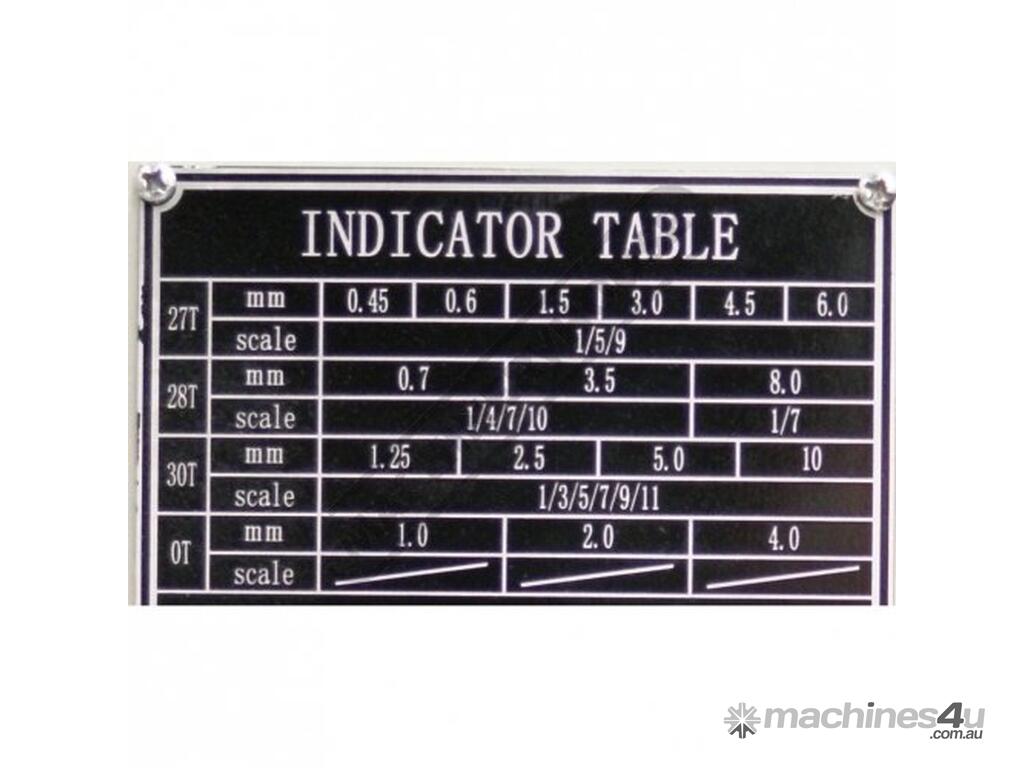 INDICATOR TABLE
27T mm 0.45 0.6 1.5 3.0 4.5 6.0
scale 1/5/9
28T mm 0.7 3.5 8.0
scale 1/4/7/10 1/7
30T mm 1.25 2.5 5.0 10
scale 1/3/5/7/9/11
0T mm 1.0 2.0 4.0
scale
machines4u
.com.au